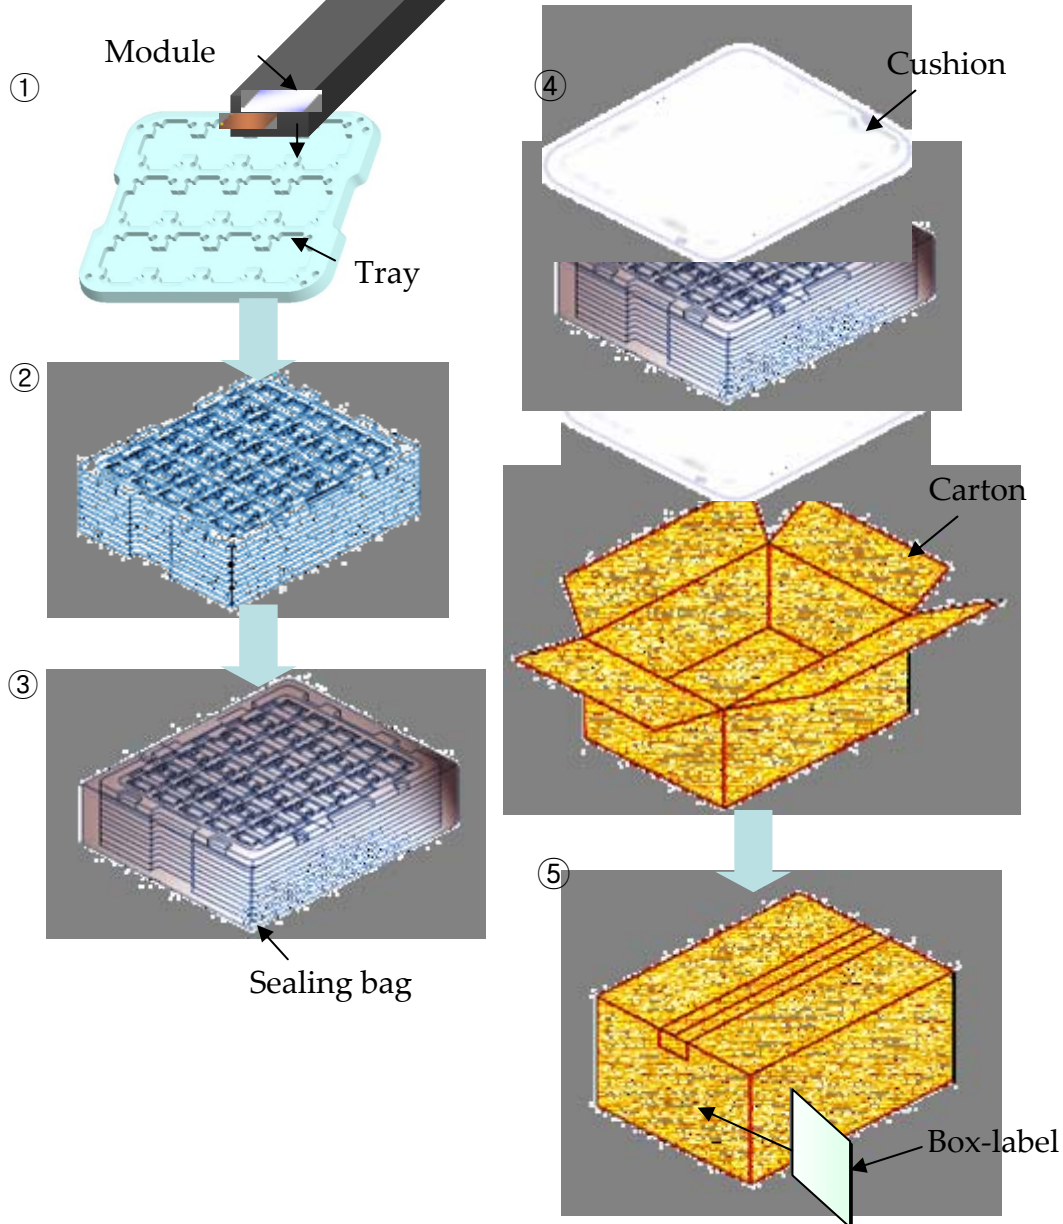 ①
Module
Tray
②
③
Sealing bag
④
Cushion
Carton
⑤
Box-label